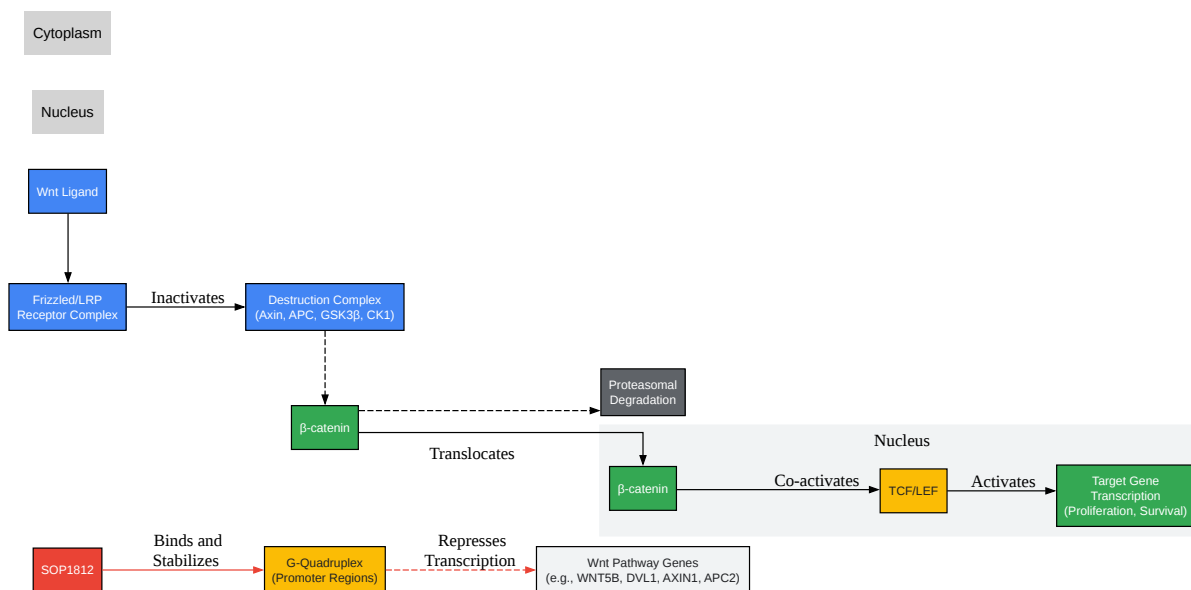 Cytoplasm
Nucleus
Wnt Ligand
Frizzled/LRP
Receptor Complex
Inactivates
Destruction Complex
(Axin, APC, GSK3β, CK1)
Proteasomal
Degradation
β-catenin
Translocates
Nucleus
β-catenin
Co-activates
TCF/LEF
Activates
Target Gene
Transcription
(Proliferation, Survival)
SOP1812
Binds and
Stabilizes
G-Quadruplex
(Promoter Regions)
Represses
Transcription
Wnt Pathway Genes
(e.g., WNT5B, DVL1, AXIN1, APC2)